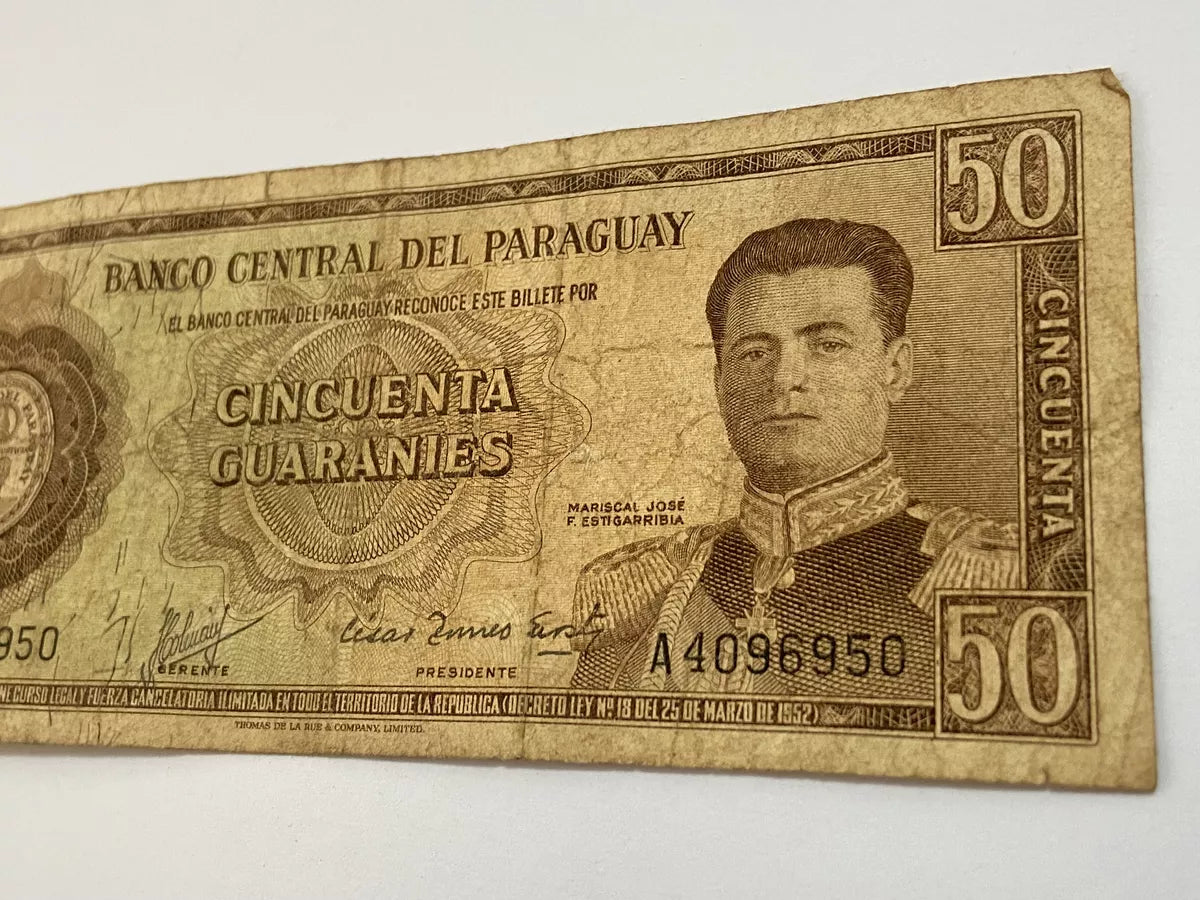 50
BANCO CENTRAL DEL PARAGUAY
EL BANCO CENTRAL DEL PARAGUAY RECONOCE ESTE BILLETE POR
CINCUENTA
GUARANIES
CINCUENTA
MARISCAL JOSÉ
F. ESTIGARRIBIA
950
GERENTE
PRESIDENTE
A4096950
50
CURSO LEGAL Y FUERZA CANCELATORIA ILIMITADA EN TODO EL TERRITORIO DE LA REPUBLICA (DECRETO LEY Nº 18 DEL 25 DE MARZO DE 1952)
THOMAS DE LA RUE & COMPANY, LIMITED.